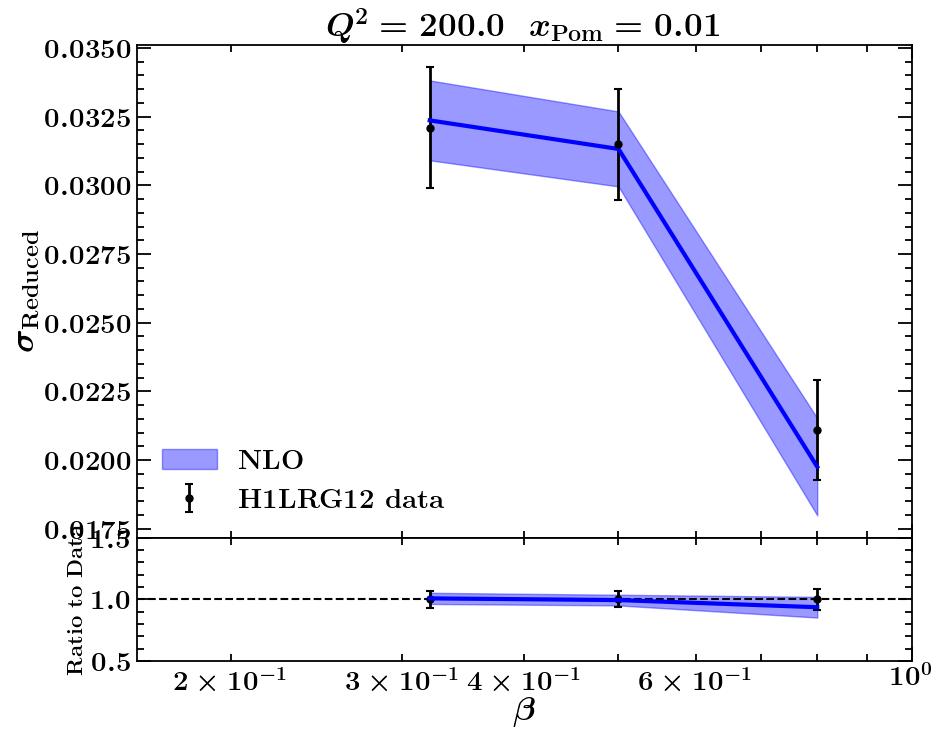 Q² = 200.0 x_Pom = 0.01
0.0350
0.0325
0.0300
0.0275
0.0250
0.0225
0.0200
0.0175
σ_Reduced
NLO
H1LRG12 data
1.5
1.0
0.5
Ratio to Data
2 × 10⁻¹ 3 × 10⁻¹ 4 × 10⁻¹ 6 × 10⁻¹ 10⁰
β